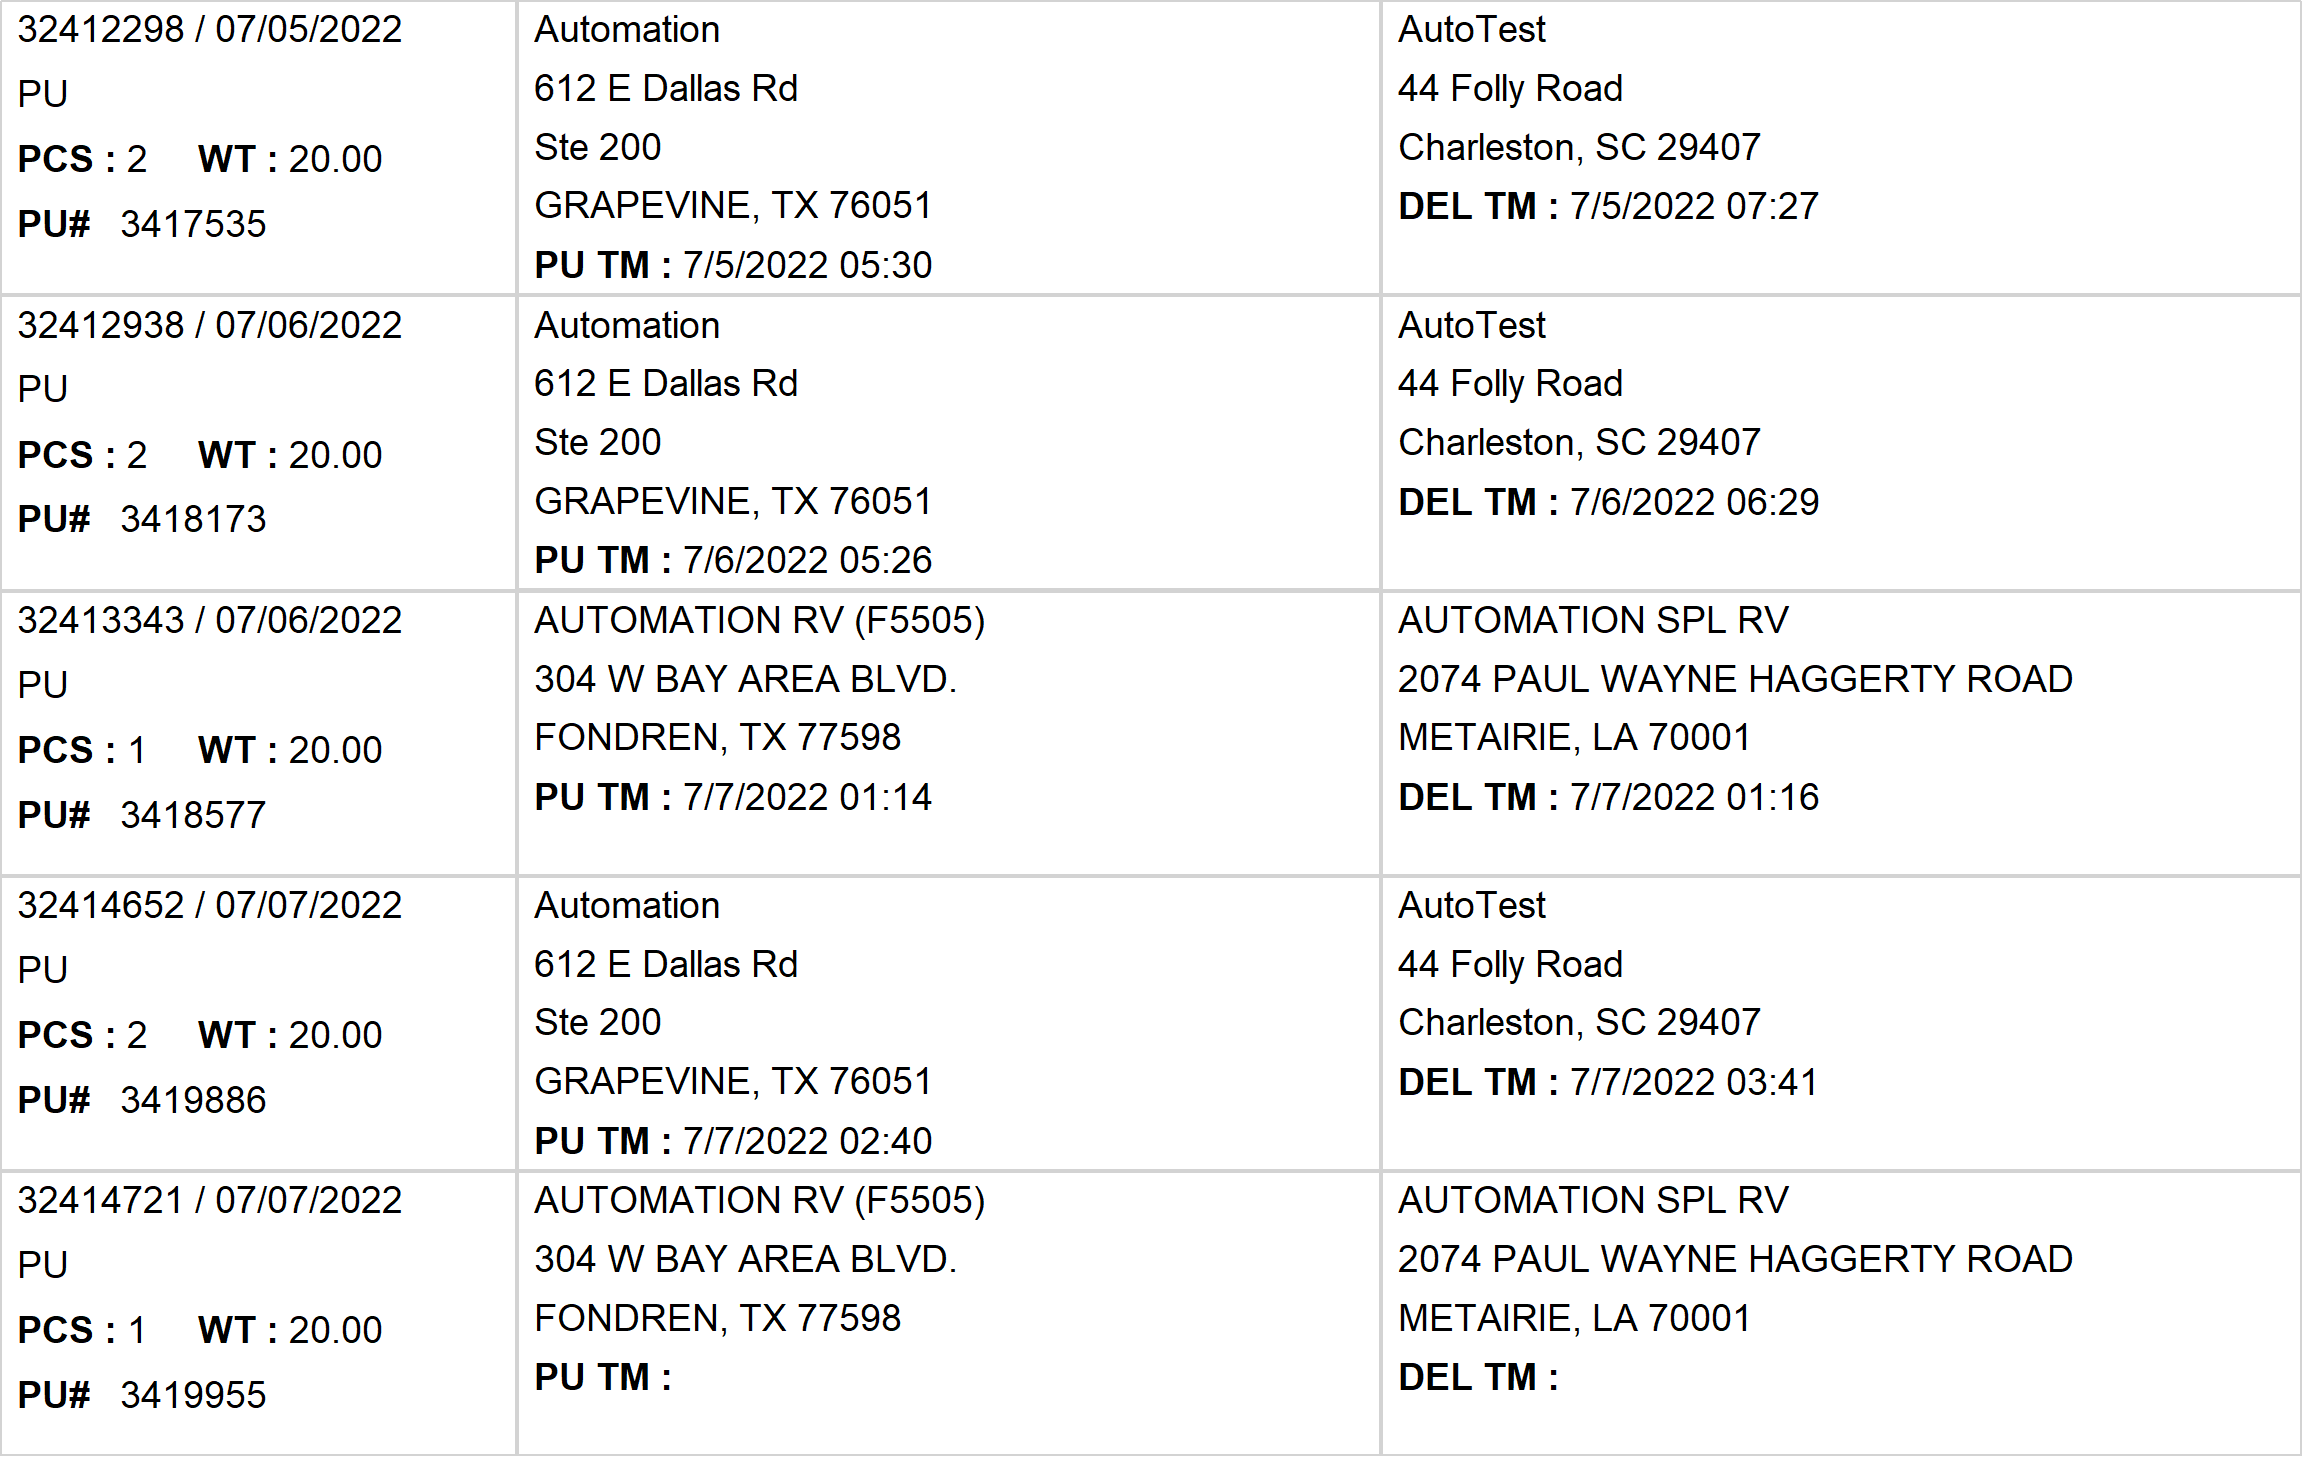 32412298 / 07/05/2022
PU
PCS : 2 WT : 20.00
PU# 3417535
Automation
612 E Dallas Rd
Ste 200
GRAPEVINE, TX 76051
PU TM : 7/5/2022 05:30
AutoTest
44 Folly Road
Charleston, SC 29407
DEL TM : 7/5/2022 07:27
32412938 / 07/06/2022
PU
PCS : 2 WT : 20.00
PU# 3418173
Automation
612 E Dallas Rd
Ste 200
GRAPEVINE, TX 76051
PU TM : 7/6/2022 05:26
AutoTest
44 Folly Road
Charleston, SC 29407
DEL TM : 7/6/2022 06:29
32413343 / 07/06/2022
PU
PCS : 1 WT : 20.00
PU# 3418577
AUTOMATION RV (F5505)
304 W BAY AREA BLVD.
FONDREN, TX 77598
PU TM : 7/7/2022 01:14
AUTOMATION SPL RV
2074 PAUL WAYNE HAGGERTY ROAD
METAIRIE, LA 70001
DEL TM : 7/7/2022 01:16
32414652 / 07/07/2022
PU
PCS : 2 WT : 20.00
PU# 3419886
Automation
612 E Dallas Rd
Ste 200
GRAPEVINE, TX 76051
PU TM : 7/7/2022 02:40
AutoTest
44 Folly Road
Charleston, SC 29407
DEL TM : 7/7/2022 03:41
32414721 / 07/07/2022
PU
PCS : 1 WT : 20.00
PU# 3419955
AUTOMATION RV (F5505)
304 W BAY AREA BLVD.
FONDREN, TX 77598
PU TM :
AUTOMATION SPL RV
2074 PAUL WAYNE HAGGERTY ROAD
METAIRIE, LA 70001
DEL TM :